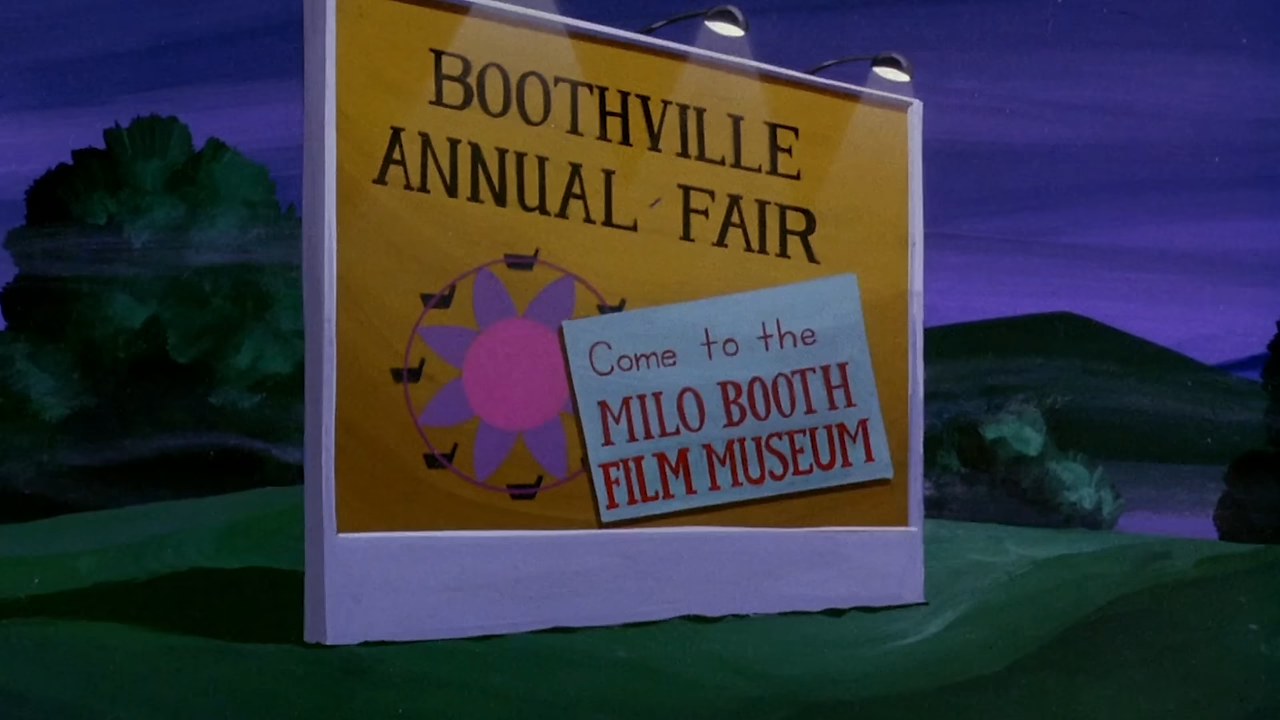 BOOTHVILLE
ANNUAL FAIR
Come to the
MILO BOOTH
FILM MUSEUM